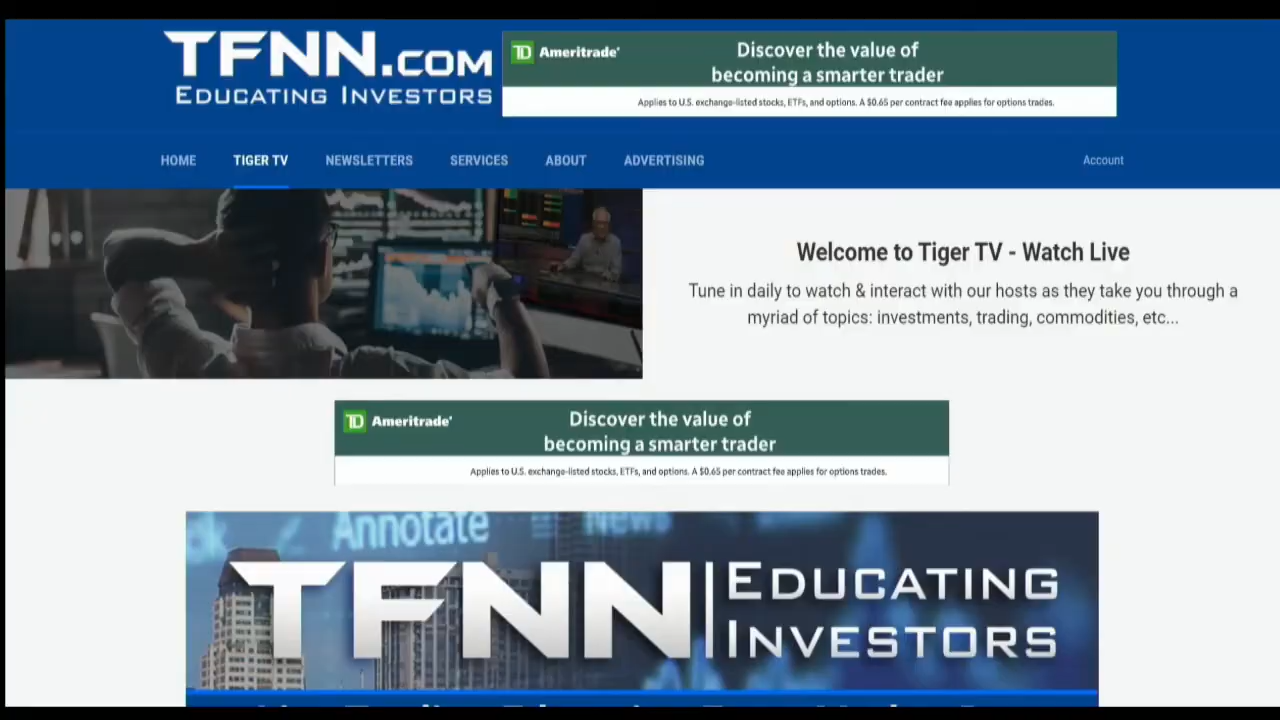 TFNN.COM
EDUCATING INVESTORS
TD Ameritrade
Discover the value of
becoming a smarter trader
Applies to U.S. exchange-listed stocks, ETFs, and options. A $0.65 per contract fee applies for options trades.
HOME TIGER TV NEWSLETTERS SERVICES ABOUT ADVERTISING Account
Welcome to Tiger TV - Watch Live
Tune in daily to watch & interact with our hosts as they take you through a
myriad of topics: investments, trading, commodities, etc...
TD Ameritrade
Discover the value of
becoming a smarter trader
Applies to U.S. exchange-listed stocks, ETFs, and options. A $0.65 per contract fee applies for options trades.
Annotate News
TFNN EDUCATING
INVESTORS